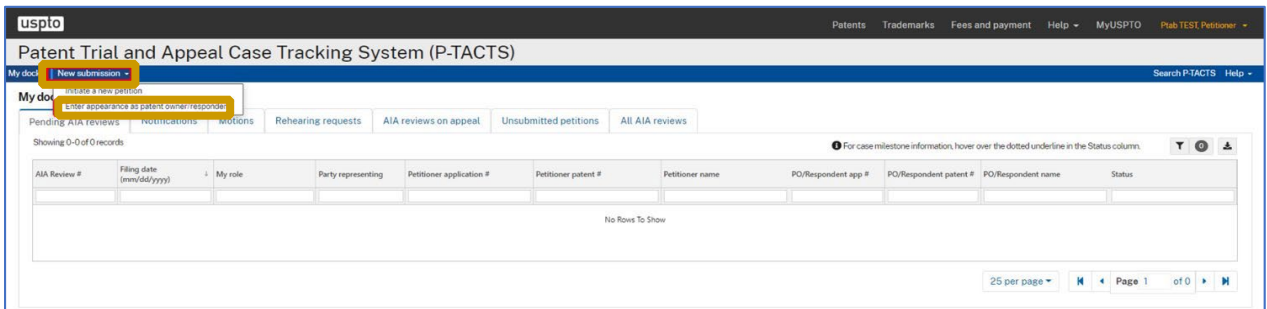 uspto Patents Trademarks Fees and payment Help MyUSPTO Ptab TEST, Petitioner
Patent Trial and Appeal Case Tracking System (P-TACTS)
My dock New submission Search P-TACTS Help
Initiate a new petition
My doc
Enter appearance as patent owner/responder
Pending AIA reviews Notifications Motions Rehearing requests AIA reviews on appeal Unsubmitted petitions All AIA reviews
Showing 0-0 of 0 records For case milestone information, hover over the dotted underline in the Status column. 0
AIA Review # Filing date (mm/dd/yyyy) My role Party representing Petitioner application # Petitioner patent # Petitioner name PO/Respondent app # PO/Respondent patent # PO/Respondent name Status
No Rows To Show
25 per page Page 1 of 0